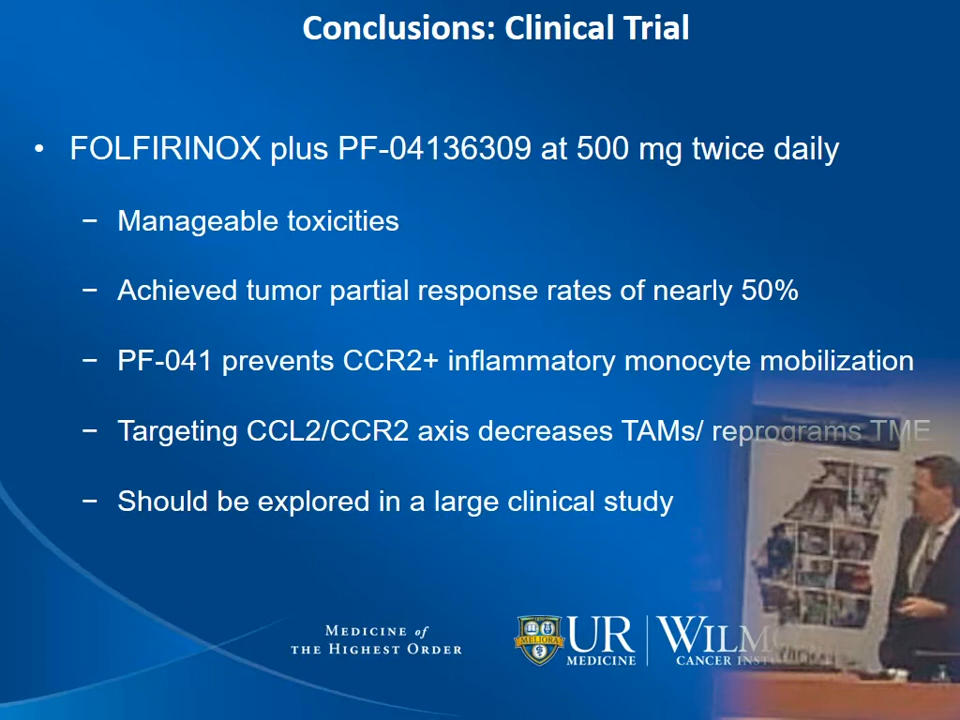 Conclusions: Clinical Trial
• FOLFIRINOX plus PF-04136309 at 500 mg twice daily
− Manageable toxicities
− Achieved tumor partial response rates of nearly 50%
− PF-041 prevents CCR2+ inflammatory monocyte mobilization
− Targeting CCL2/CCR2 axis decreases TAMs/ reprograms TME
− Should be explored in a large clinical study
MEDICINE of
THE HIGHEST ORDER
MELIORA
UR
MEDICINE
CANCER